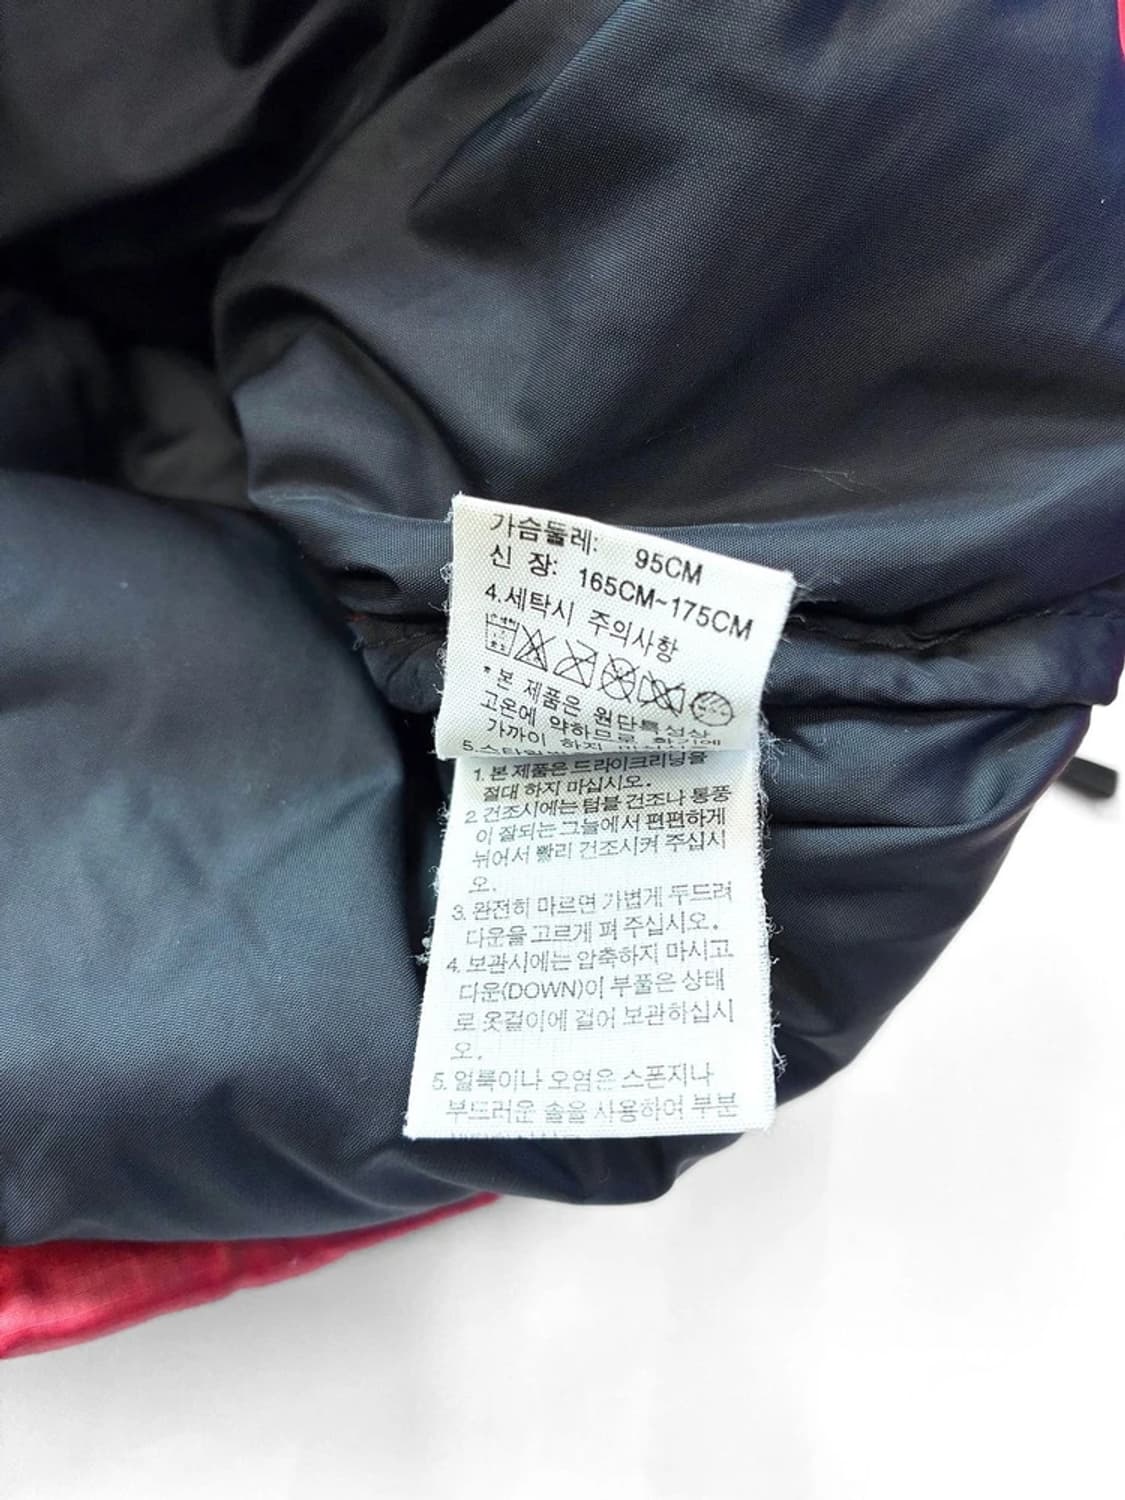 가슴둘레: 95CM
신 장: 165CM~175CM
4.세탁시 주의사항
*본 제품은 원단특성상
고온에 약하므로 화기에
가까이 하지
5.
1. 본 제품은 드라이크리닝을
절대 하지 마십시오.
2. 건조시에는 텀블 건조나 통풍
이 잘되는 그늘에서 편편하게
뉘어서 빨리 건조시켜 주십시
오.
3. 완전히 마르면 가볍게 두드려
다운을 고르게 펴 주십시오.
4. 보관시에는 압축하지 마시고
다운(DOWN)이 부풀은 상태
로 옷걸이에 걸어 보관하십시
오.
5. 얼룩이나 오염은 스폰지나
부드러운 솔을 사용하여 부분